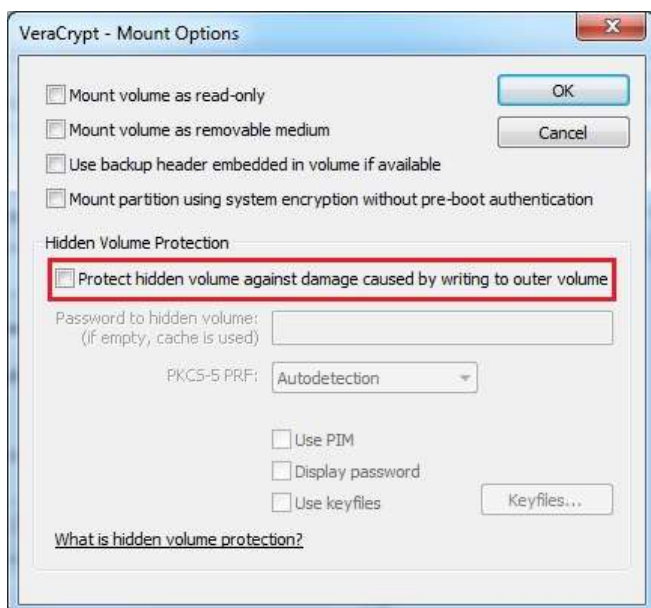 VeraCrypt - Mount Options
Mount volume as read-only
OK
Mount volume as removable medium
Cancel
Use backup header embedded in volume if available
Mount partition using system encryption without pre-boot authentication
Hidden Volume Protection
Protect hidden volume against damage caused by writing to outer volume
Password to hidden volume:
(if empty, cache is used)
PKCS-5 PRF:
Autodetection
Use PIM
Display password
Use keyfiles
Keyfiles...
What is hidden volume protection?